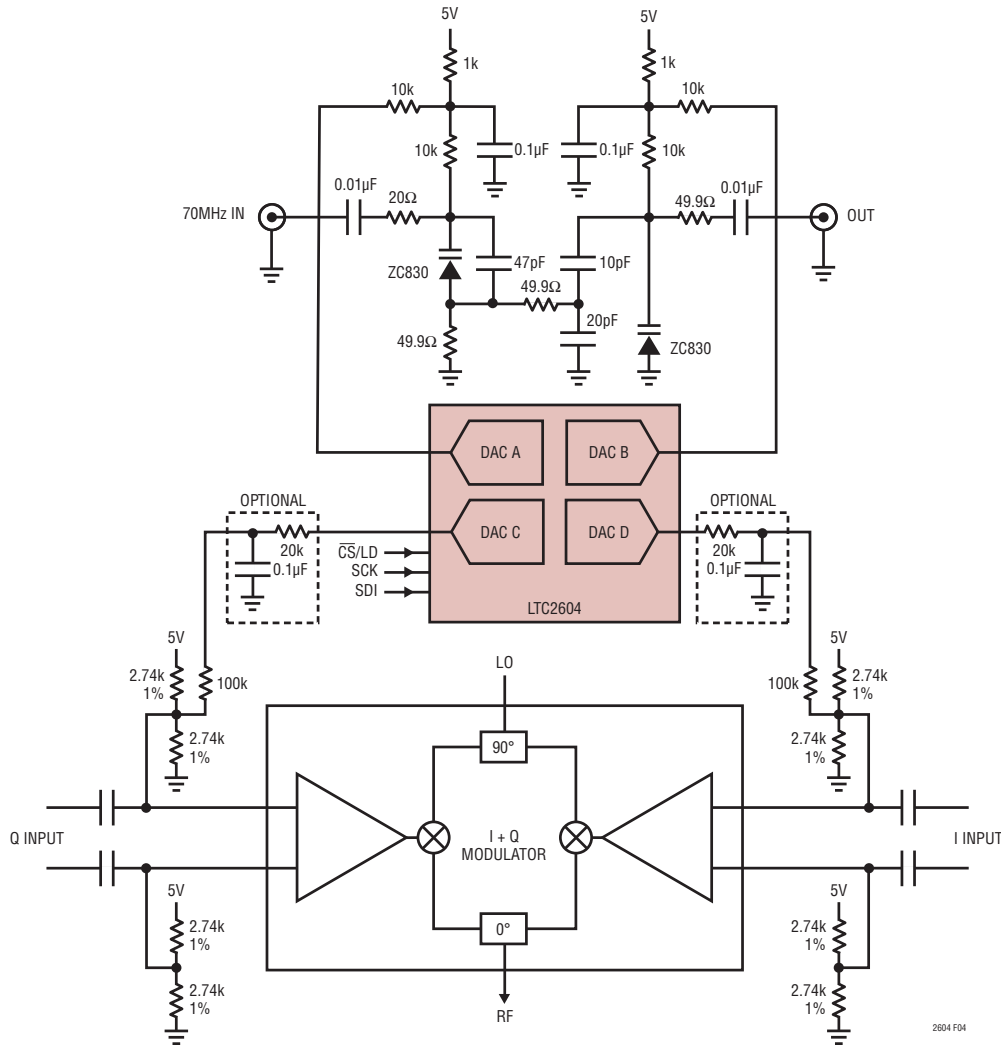 5V
5V
1k
1k
10k
10k
10k
0.1µF
0.1µF
10k
0.01µF
20Ω
49.9Ω
0.01µF
70MHz IN
OUT
ZC830
47pF
10pF
49.9Ω
49.9Ω
20pF
ZC830
DAC A
DAC B
OPTIONAL
OPTIONAL
DAC C
DAC D
20k
0.1µF
C̅S̅/LD
SCK
SDI
20k
0.1µF
LTC2604
5V
2.74k
1%
100k
LO
5V
100k
2.74k
1%
2.74k
1%
90°
2.74k
1%
Q INPUT
I + Q
MODULATOR
I INPUT
5V
2.74k
1%
0°
5V
2.74k
1%
2.74k
1%
RF
2.74k
1%
2604 F04